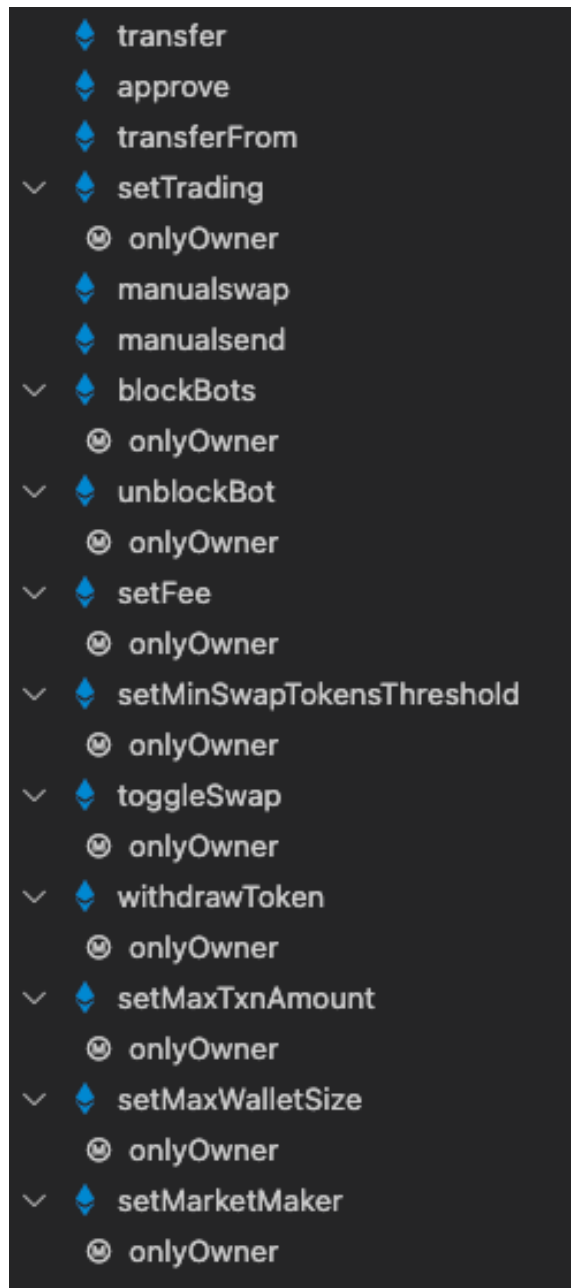 transfer
approve
transferFrom
setTrading
onlyOwner
manualswap
manualsend
blockBots
onlyOwner
unblockBot
onlyOwner
setFee
onlyOwner
setMinSwapTokensThreshold
onlyOwner
toggleSwap
onlyOwner
withdrawToken
onlyOwner
setMaxTxnAmount
onlyOwner
setMaxWalletSize
onlyOwner
setMarketMaker
onlyOwner